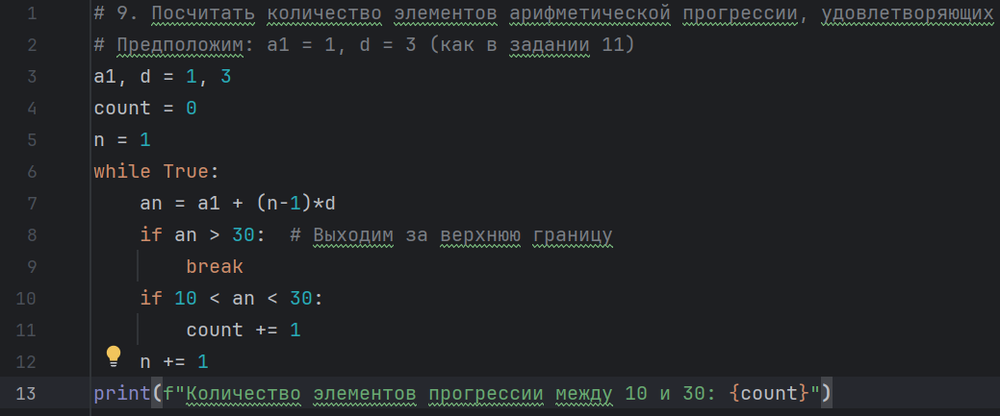 1 # 9. Посчитать количество элементов арифметической прогрессии, удовлетворяющих
2 # Предположим: a1 = 1, d = 3 (как в задании 11)
3 a1, d = 1, 3
4 count = 0
5 n = 1
6 while True:
7     an = a1 + (n-1)*d
8     if an > 30:  # Выходим за верхнюю границу
9         break
10     if 10 < an < 30:
11         count += 1
12     n += 1
13 print(f"Количество элементов прогрессии между 10 и 30: {count}")